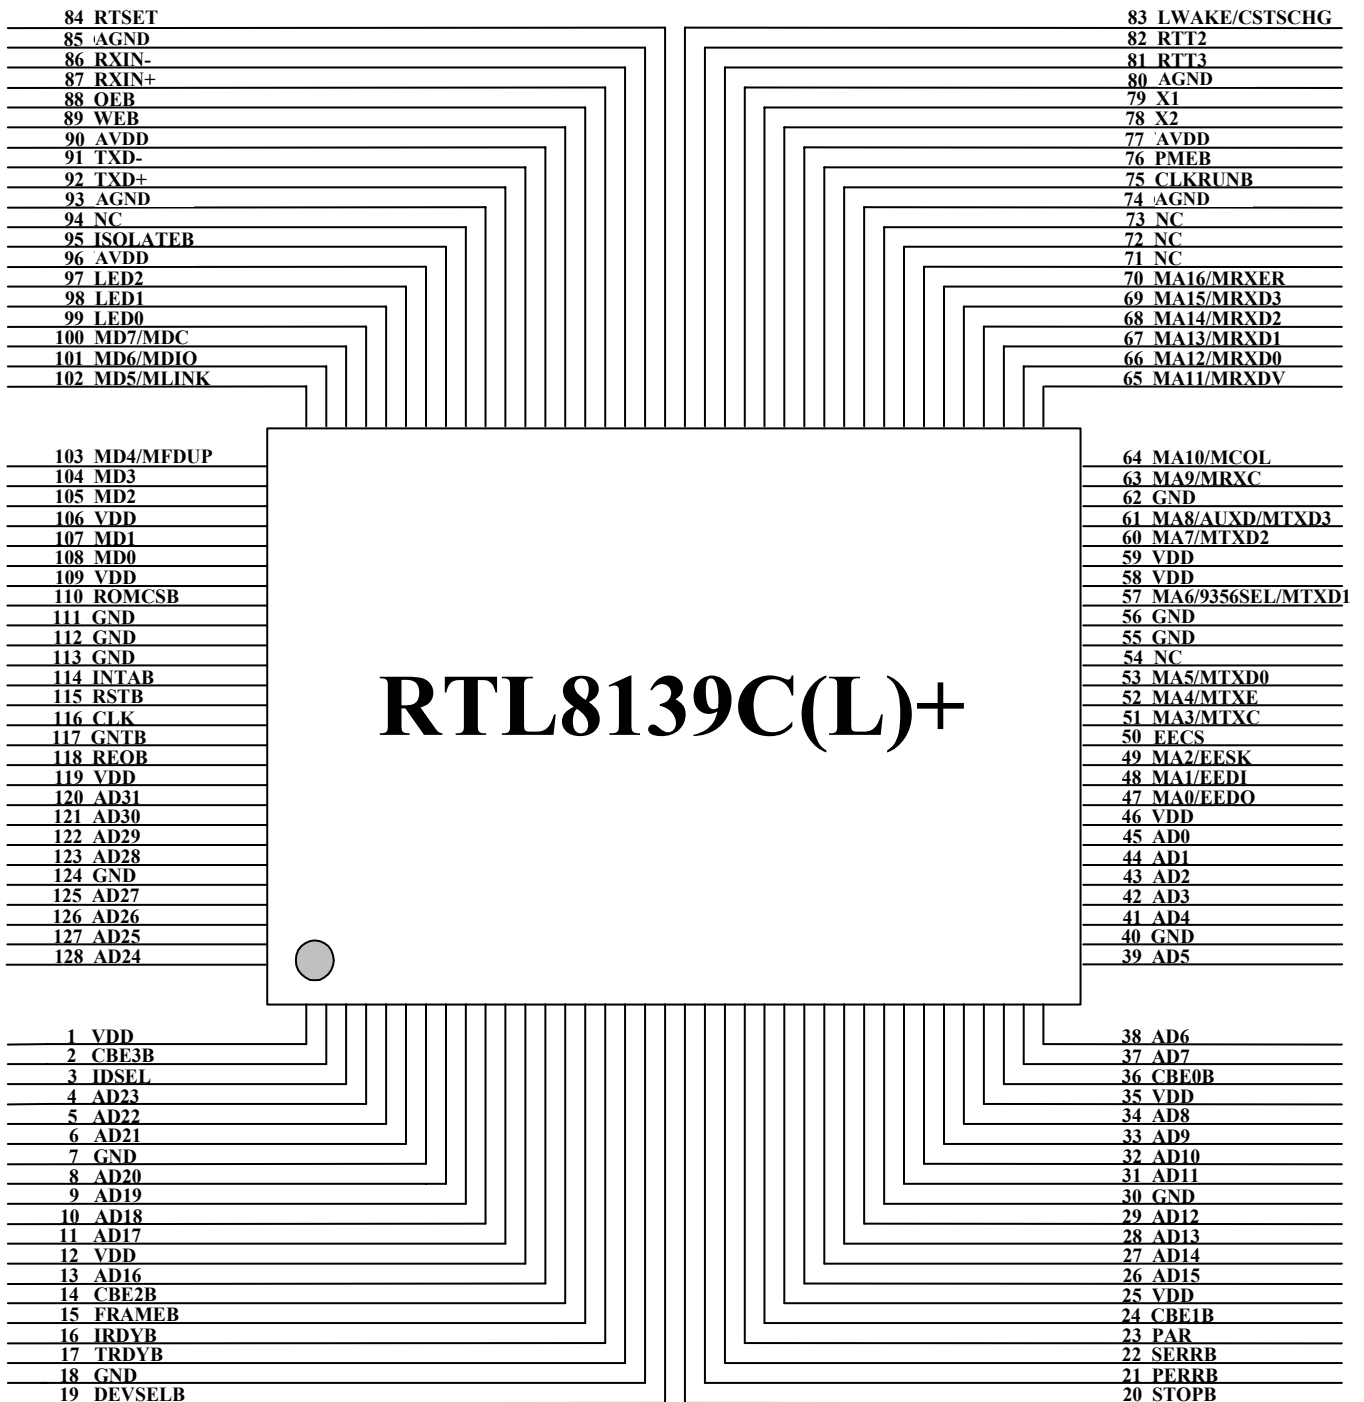 84 RTSET
85 AGND
86 RXIN-
87 RXIN+
88 OEB
89 WEB
90 AVDD
91 TXD-
92 TXD+
93 AGND
94 NC
95 ISOLATEB
96 AVDD
97 LED2
98 LED1
99 LED0
100 MD7/MDC
101 MD6/MDIO
102 MD5/MLINK
83 LWAKE/CSTSCHG
82 RTT2
81 RTT3
80 AGND
79 X1
78 X2
77 AVDD
76 PMEB
75 CLKRUNB
74 AGND
73 NC
72 NC
71 NC
70 MA16/MRXER
69 MA15/MRXD3
68 MA14/MRXD2
67 MA13/MRXD1
66 MA12/MRXD0
65 MA11/MRXDV
103 MD4/MFDUP
104 MD3
105 MD2
106 VDD
107 MD1
108 MD0
109 VDD
110 ROMCSB
111 GND
112 GND
113 GND
114 INTAB
115 RSTB
116 CLK
117 GNTB
118 REQB
119 VDD
120 AD31
121 AD30
122 AD29
123 AD28
124 GND
125 AD27
126 AD26
127 AD25
128 AD24
RTL8139C(L)+
64 MA10/MCOL
63 MA9/MRXC
62 GND
61 MA8/AUXD/MTXD3
60 MA7/MTXD2
59 VDD
58 VDD
57 MA6/9356SEL/MTXD1
56 GND
55 GND
54 NC
53 MA5/MTXD0
52 MA4/MTXE
51 MA3/MTXC
50 EECS
49 MA2/EESK
48 MA1/EEDI
47 MA0/EEDO
46 VDD
45 AD0
44 AD1
43 AD2
42 AD3
41 AD4
40 GND
39 AD5
1 VDD
2 CBE3B
3 IDSEL
4 AD23
5 AD22
6 AD21
7 GND
8 AD20
9 AD19
10 AD18
11 AD17
12 VDD
13 AD16
14 CBE2B
15 FRAMEB
16 IRDYB
17 TRDYB
18 GND
19 DEVSELB
38 AD6
37 AD7
36 CBE0B
35 VDD
34 AD8
33 AD9
32 AD10
31 AD11
30 GND
29 AD12
28 AD13
27 AD14
26 AD15
25 VDD
24 CBE1B
23 PAR
22 SERRB
21 PERRB
20 STOPB